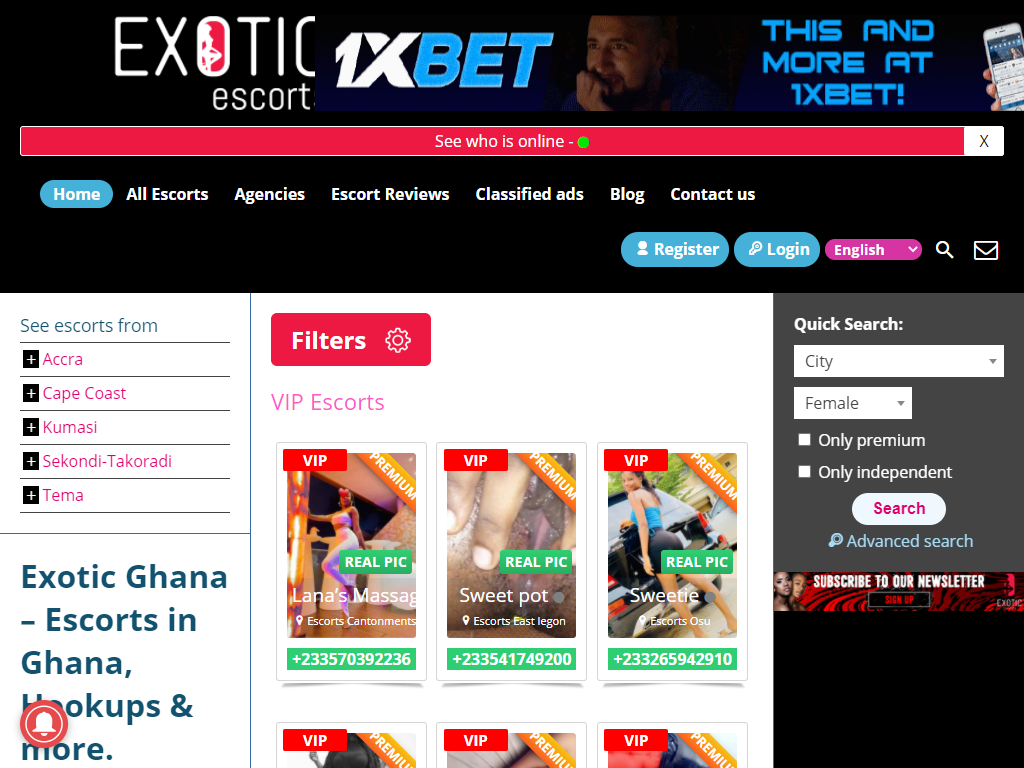 EXOTIC
escorts
1XBET
THIS AND
MORE AT
1XBET!
See who is online -
X
Home
All Escorts
Agencies
Escort Reviews
Classified ads
Blog
Contact us
Register
Login
English
See escorts from
+ Accra
+ Cape Coast
+ Kumasi
+ Sekondi-Takoradi
+ Tema
Exotic Ghana
– Escorts in
Ghana,
Hookups &
more.
Filters
VIP Escorts
VIP
PREMIUM
REAL PIC
Lana's Massag
Escorts Cantonments
+233570392236
VIP
PREMIUM
REAL PIC
Sweet pot
Escorts East legon
+233541749200
VIP
PREMIUM
REAL PIC
Sweetie
Escorts Osu
+233265942910
VIP
PREMIUM
VIP
PREMIUM
VIP
PREMIUM
Quick Search:
City
Female
Only premium
Only independent
Search
Advanced search
SUBSCRIBE TO OUR NEWSLETTER
SIGN UP
EXOTIC